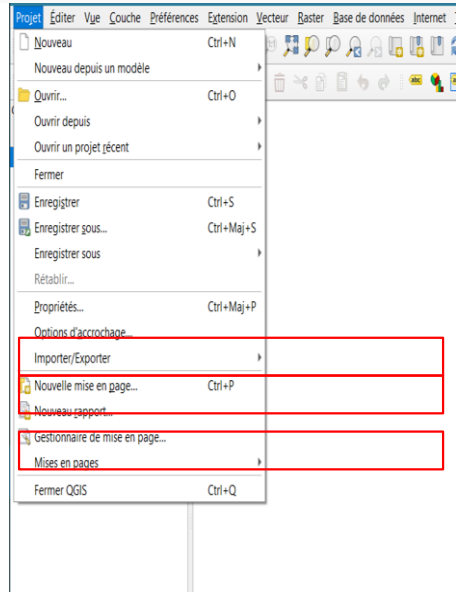 Projet Éditer Vue Couche Préférences Extension Vecteur Raster Base de données Internet
Nouveau Ctrl+N
Nouveau depuis un modèle
Ouvrir... Ctrl+O
Ouvrir depuis
Ouvrir un projet récent
Fermer
Enregistrer Ctrl+S
Enregistrer sous... Ctrl+Maj+S
Enregistrer sous
Rétablir...
Propriétés... Ctrl+Maj+P
Options d'accrochage...
Importer/Exporter
Nouvelle mise en page... Ctrl+P
Nouveau rapport...
Gestionnaire de mise en page...
Mises en pages
Fermer QGIS Ctrl+Q
abc